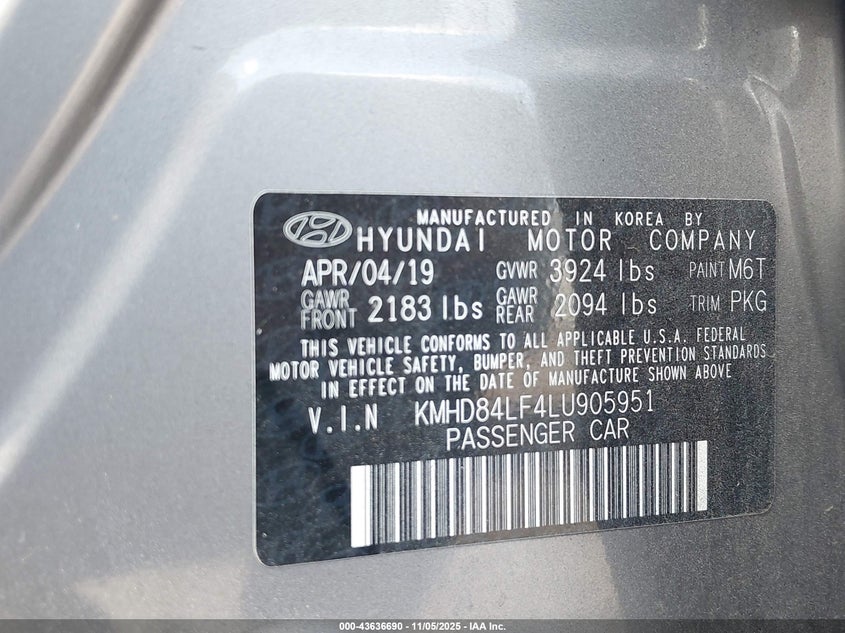 MANUFACTURED IN KOREA BY
HYUNDAI MOTOR COMPANY
APR/04/19 GVWR 3924 lbs PAINT M6T
GAWR FRONT 2183 lbs GAWR REAR 2094 lbs TRIM PKG
THIS VEHICLE CONFORMS TO ALL APPLICABLE U.S.A. FEDERAL
MOTOR VEHICLE SAFETY, BUMPER, AND THEFT PREVENTION STANDARDS
IN EFFECT ON THE DATE OF MANUFACTURE SHOWN ABOVE
V.I.N KMHD84LF4LU905951
PASSENGER CAR
000-43636690 - 11/05/2025 - IAA Inc.